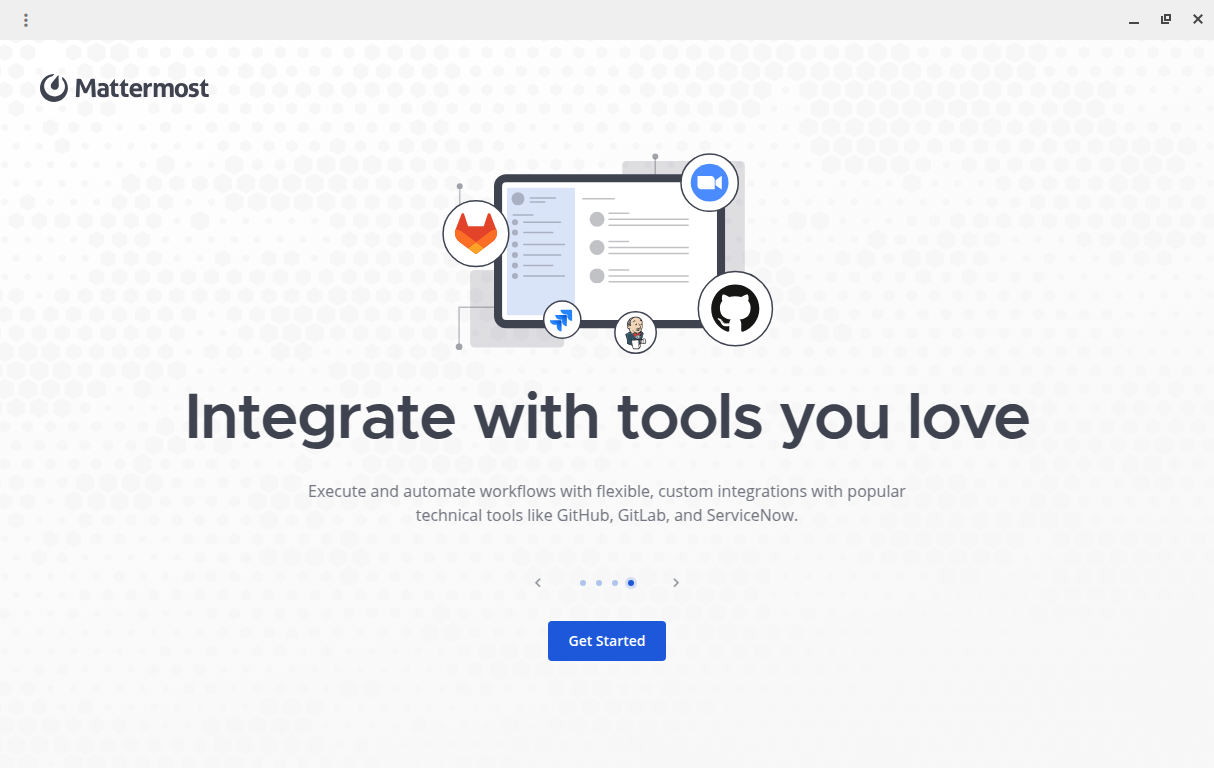 Mattermost
Integrate with tools you love
Execute and automate workflows with flexible, custom integrations with popular
technical tools like GitHub, GitLab, and ServiceNow.
Get Started